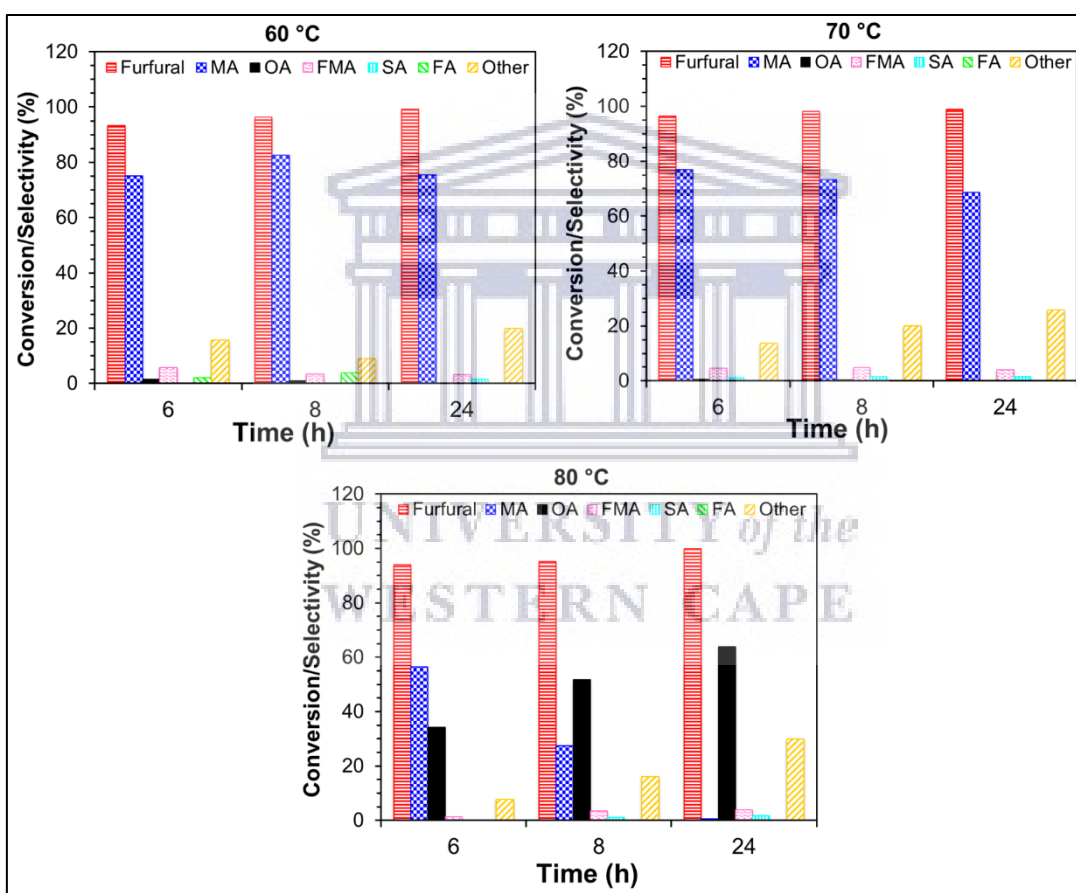 60 °C
Furfural MA OA FMA SA FA Other
Conversion/Selectivity (%)
120
100
80
60
40
20
0
6 8 24
Time (h)
70 °C
Furfural MA OA FMA SA FA Other
Conversion/Selectivity (%)
120
100
80
60
40
20
0
6 8 24
Time (h)
80 °C
Furfural MA OA FMA SA FA Other
Conversion/Selectivity (%)
120
100
80
60
40
20
0
6 8 24
Time (h)
UNIVERSITY of the
WESTERN CAPE